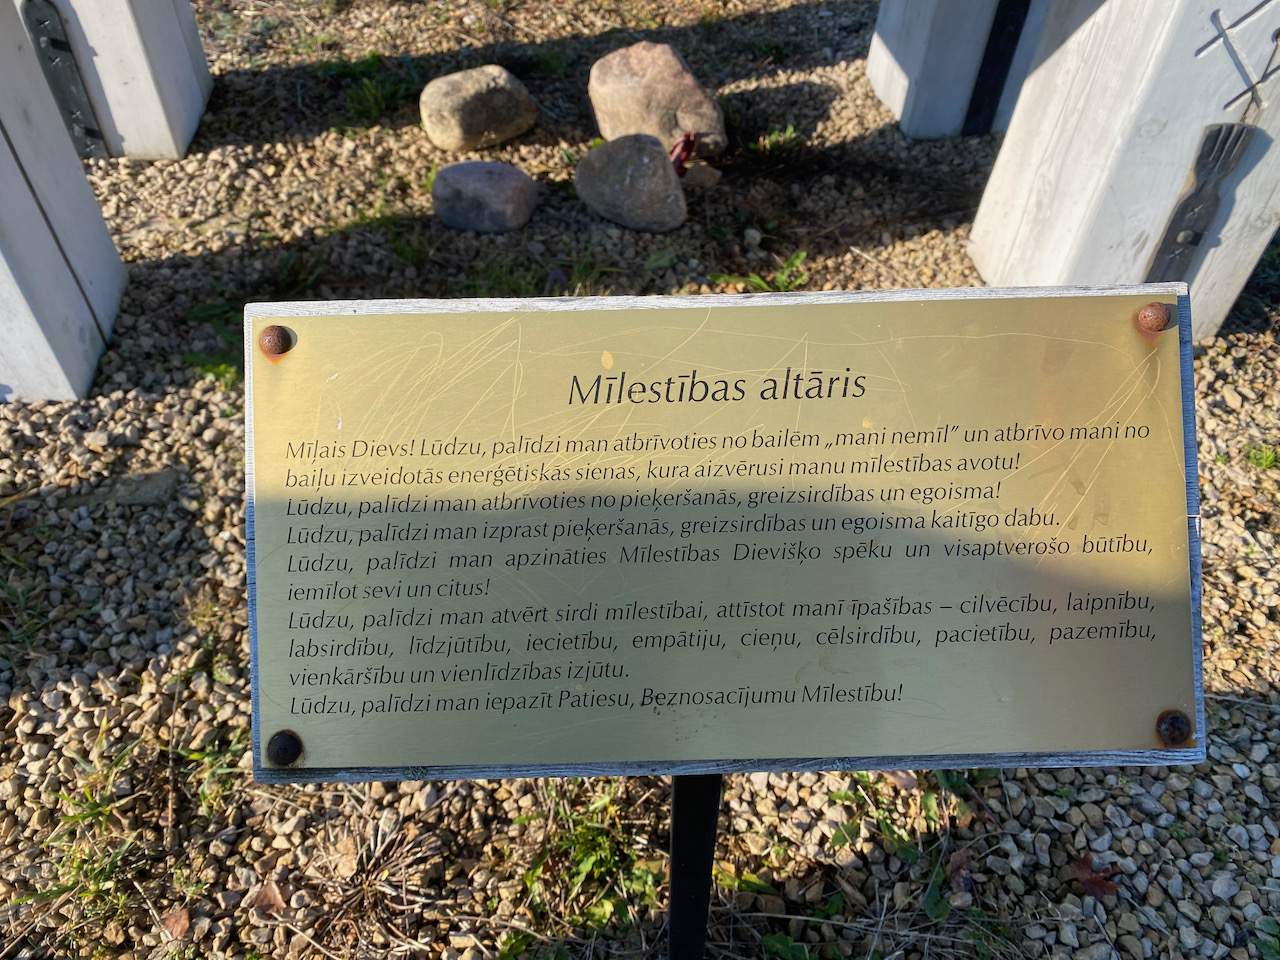 Mīlestības altāris
Mīļais Dievs! Lūdzu, palīdzi man atbrīvoties no bailēm „mani nemīl” un atbrīvo mani no
baiļu izveidotās enerģētiskās sienas, kura aizvērusi manu mīlestības avotu!
Lūdzu, palīdzi man atbrīvoties no pieķeršanās, greizsirdības un egoisma!
Lūdzu, palīdzi man izprast pieķeršanās, greizsirdības un egoisma kaitīgo dabu.
Lūdzu, palīdzi man apzināties Mīlestības Dievišķo spēku un visaptverošo būtību,
iemīlot sevi un citus!
Lūdzu, palīdzi man atvērt sirdi mīlestībai, attīstot manī īpašības – cilvēcību, laipnību,
labsirdību, līdzjūtību, iecietību, empātiju, cieņu, cēlsirdību, pacietību, pazemību,
vienkāršību un vienlīdzības izjūtu.
Lūdzu, palīdzi man iepazīt Patiesu, Beznosacījumu Mīlestību!